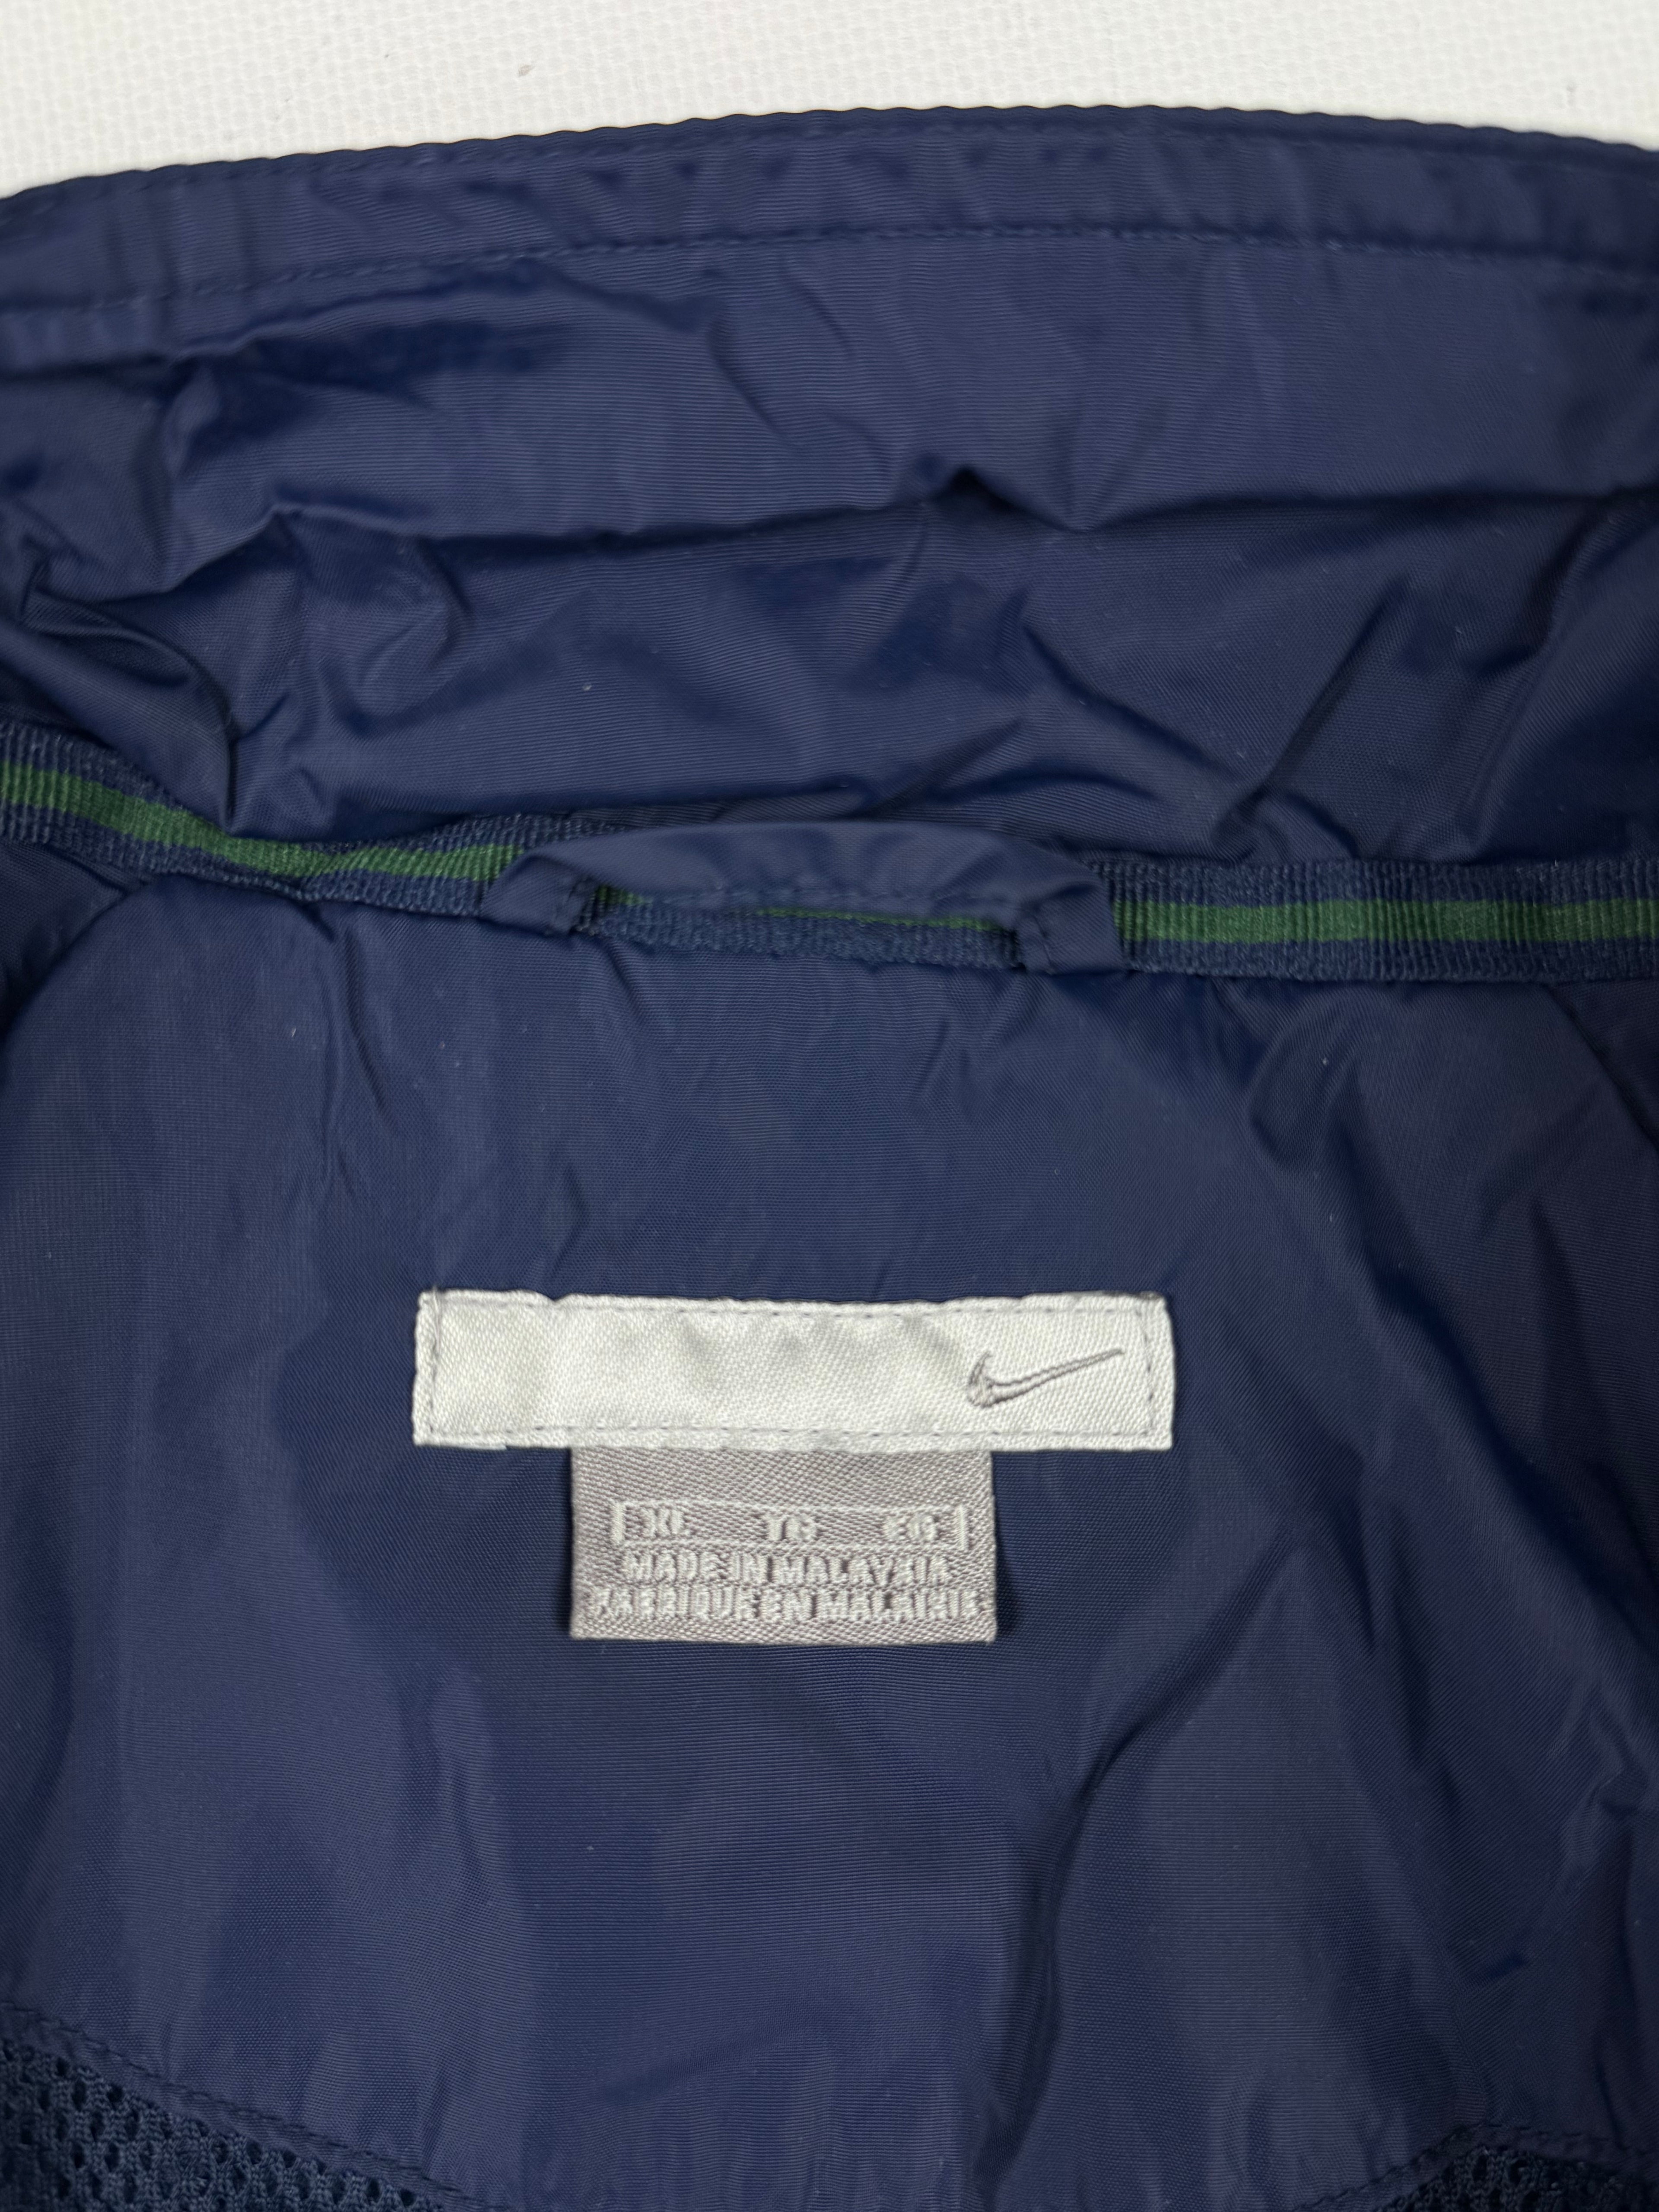 XL TG EG
MADE IN MALAYSIA
FABRIQUE EN MALAISIE